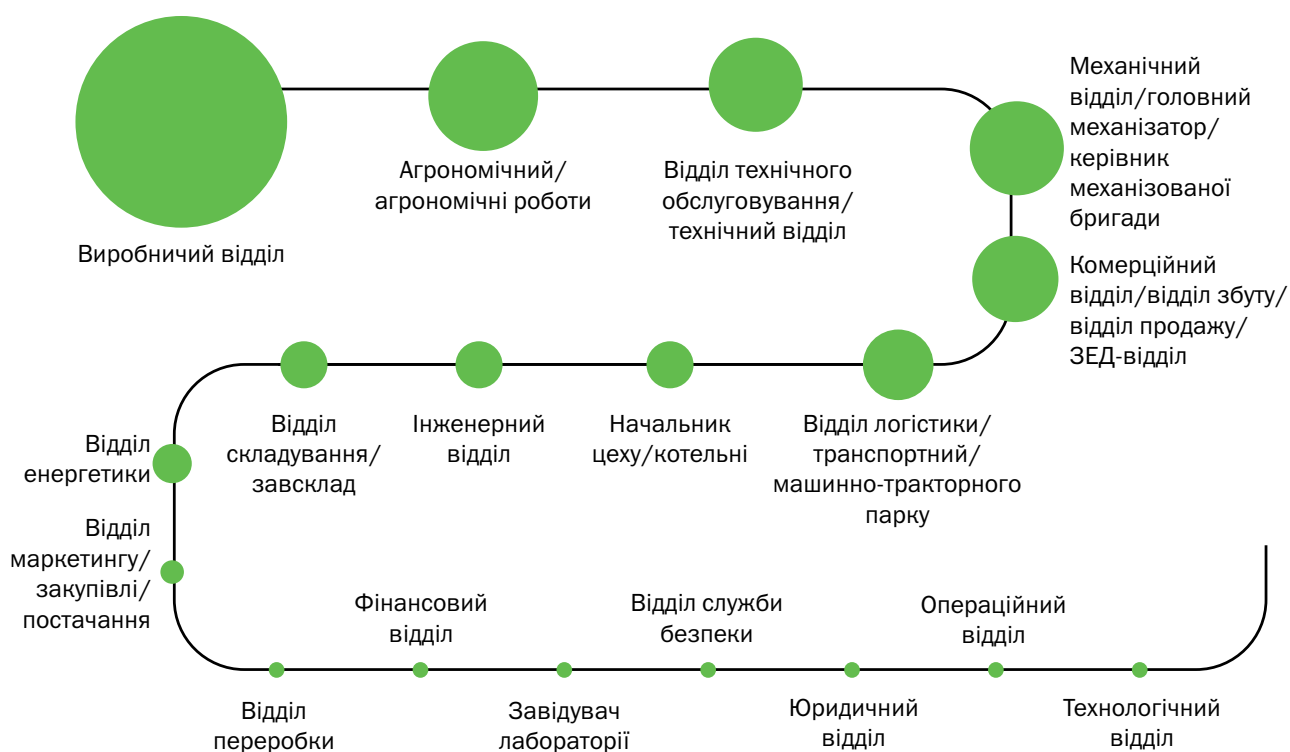 Виробничий відділ
Агрономічний/
агрономічні роботи
Відділ технічного
обслуговування/
технічний відділ
Механічний
відділ/головний
механізатор/
керівник
механізованої
бригади
Комерційний
відділ/відділ збуту/
відділ продажу/
ЗЕД-відділ
Відділ логістики/
транспортний/
машинно-тракторного
парку
Начальник
цеху/котельні
Інженерний
відділ
Відділ
складування/
завсклад
Відділ
енергетики
Відділ
маркетингу/
закупівлі/
постачання
Відділ
переробки
Фінансовий
відділ
Завідувач
лабораторії
Відділ служби
безпеки
Юридичний
відділ
Операційний
відділ
Технологічний
відділ